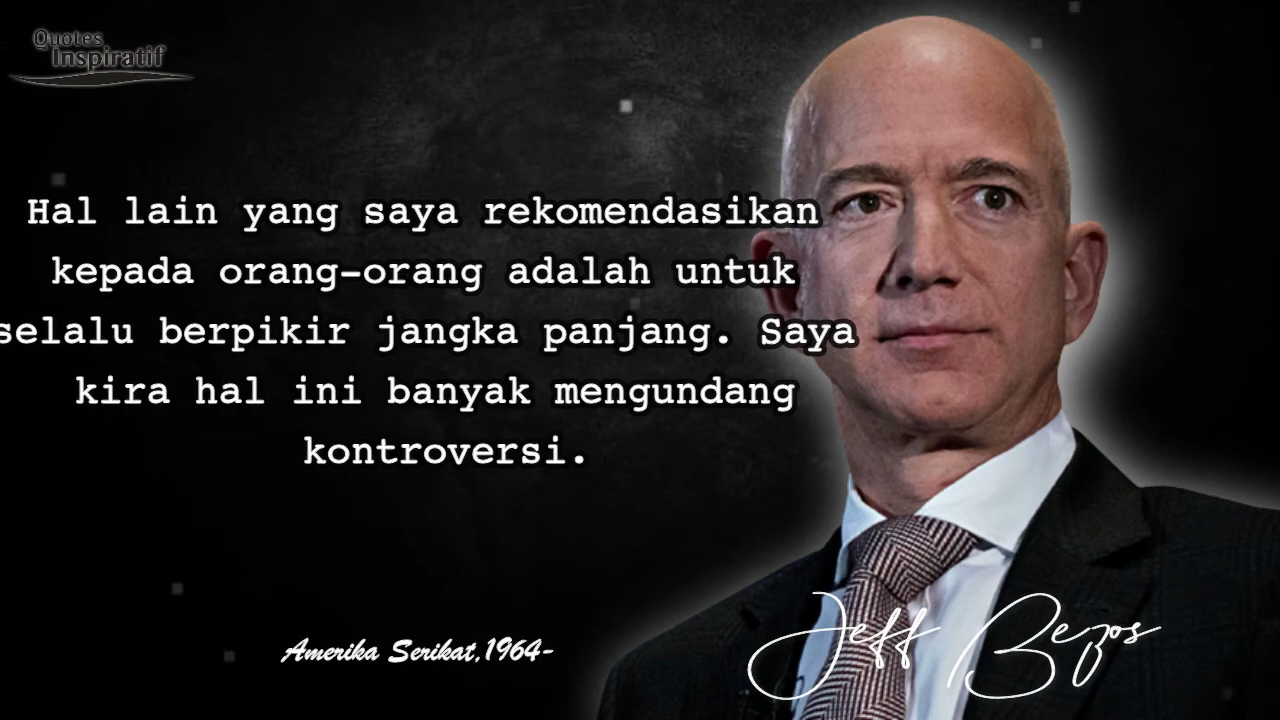 Quotes
Inspiratif
Hal lain yang saya rekomendasikan
kepada orang-orang adalah untuk
selalu berpikir jangka panjang. Saya
kira hal ini banyak mengundang
kontroversi.
Amerika Serikat,1964-
Jeff Bezos